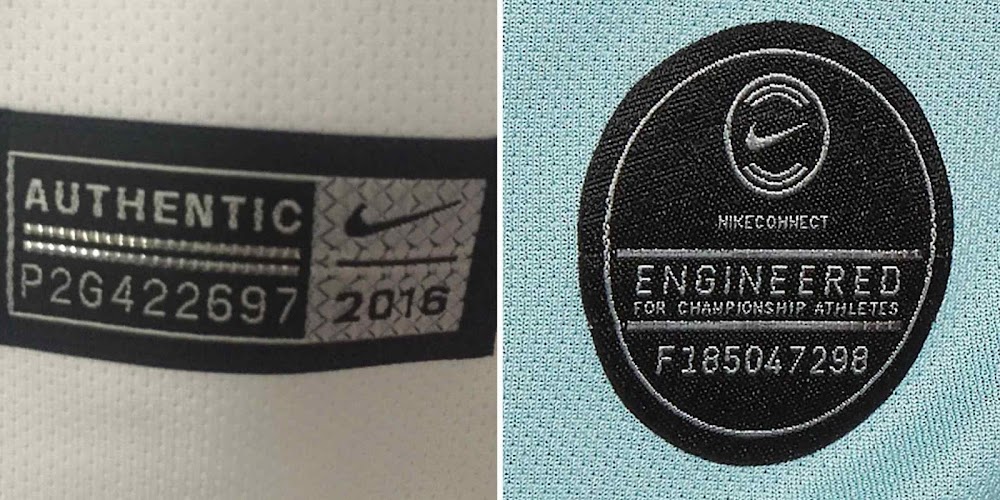 AUTHENTIC
P2G422697
2016
NIKECONNECT
ENGINEERED
FOR CHAMPIONSHIP ATHLETES
F185047298